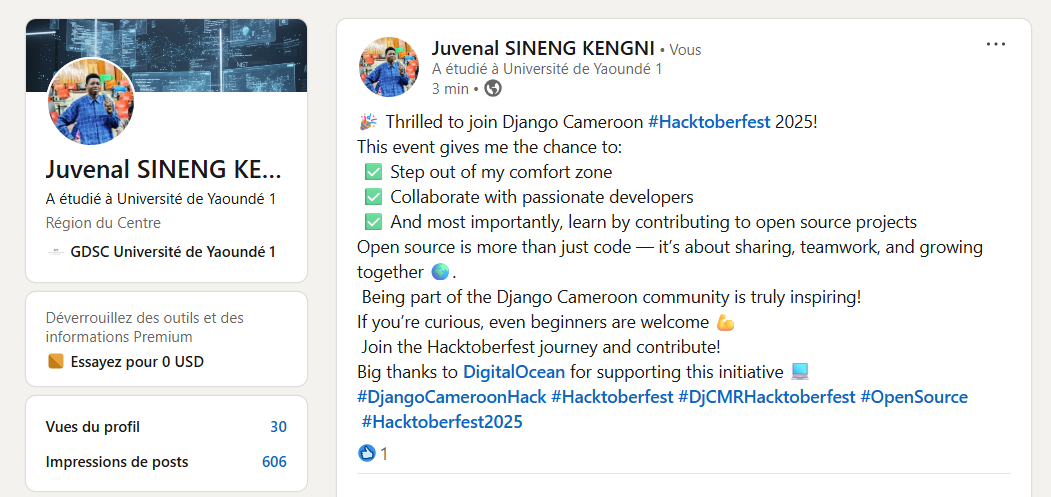 Juvenal SINENG KE...
A étudié à Université de Yaoundé 1
Région du Centre
GDSC Université de Yaoundé 1
Déverrouillez des outils et des
informations Premium
Essayez pour 0 USD
Vues du profil 30
Impressions de posts 606
Juvenal SINENG KENGNI • Vous
A étudié à Université de Yaoundé 1
3 min •
🎉 Thrilled to join Django Cameroon #Hacktoberfest 2025!
This event gives me the chance to:
✅ Step out of my comfort zone
✅ Collaborate with passionate developers
✅ And most importantly, learn by contributing to open source projects
Open source is more than just code — it’s about sharing, teamwork, and growing
together 🌍.
Being part of the Django Cameroon community is truly inspiring!
If you’re curious, even beginners are welcome 💪
Join the Hacktoberfest journey and contribute!
Big thanks to DigitalOcean for supporting this initiative 💻
#DjangoCameroonHack #Hacktoberfest #DjCMRHacktoberfest #OpenSource
#Hacktoberfest2025
1